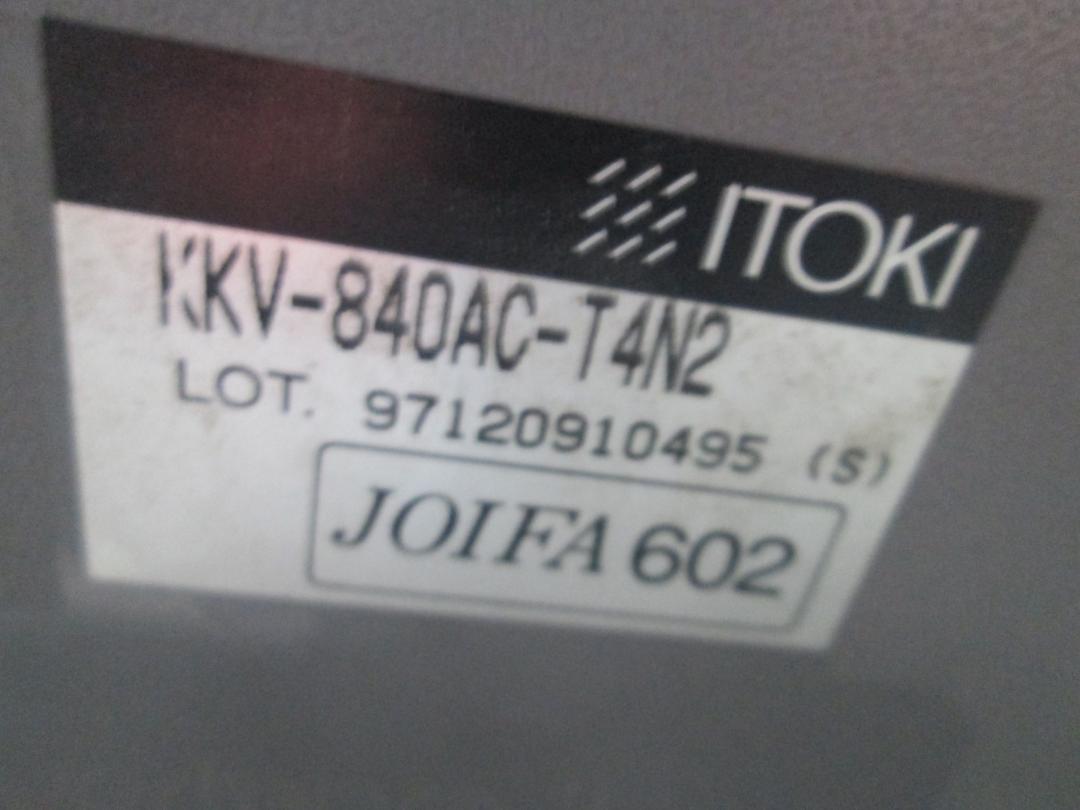 ITOKI
KKV-840AC-T4N2
LOT. 97120910495 (S)
JOIFA 602